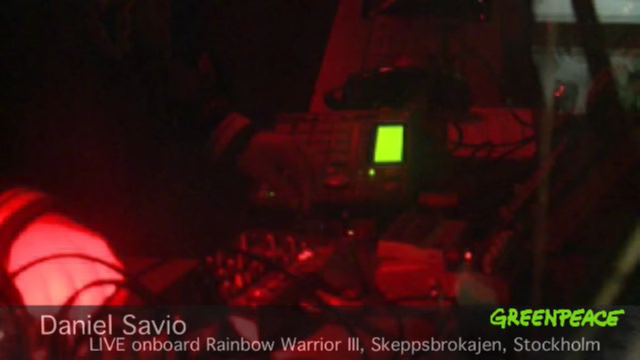 Daniel Savio
LIVE onboard Rainbow Warrior III, Skeppsbrokajen, Stockholm
GREENPEACE